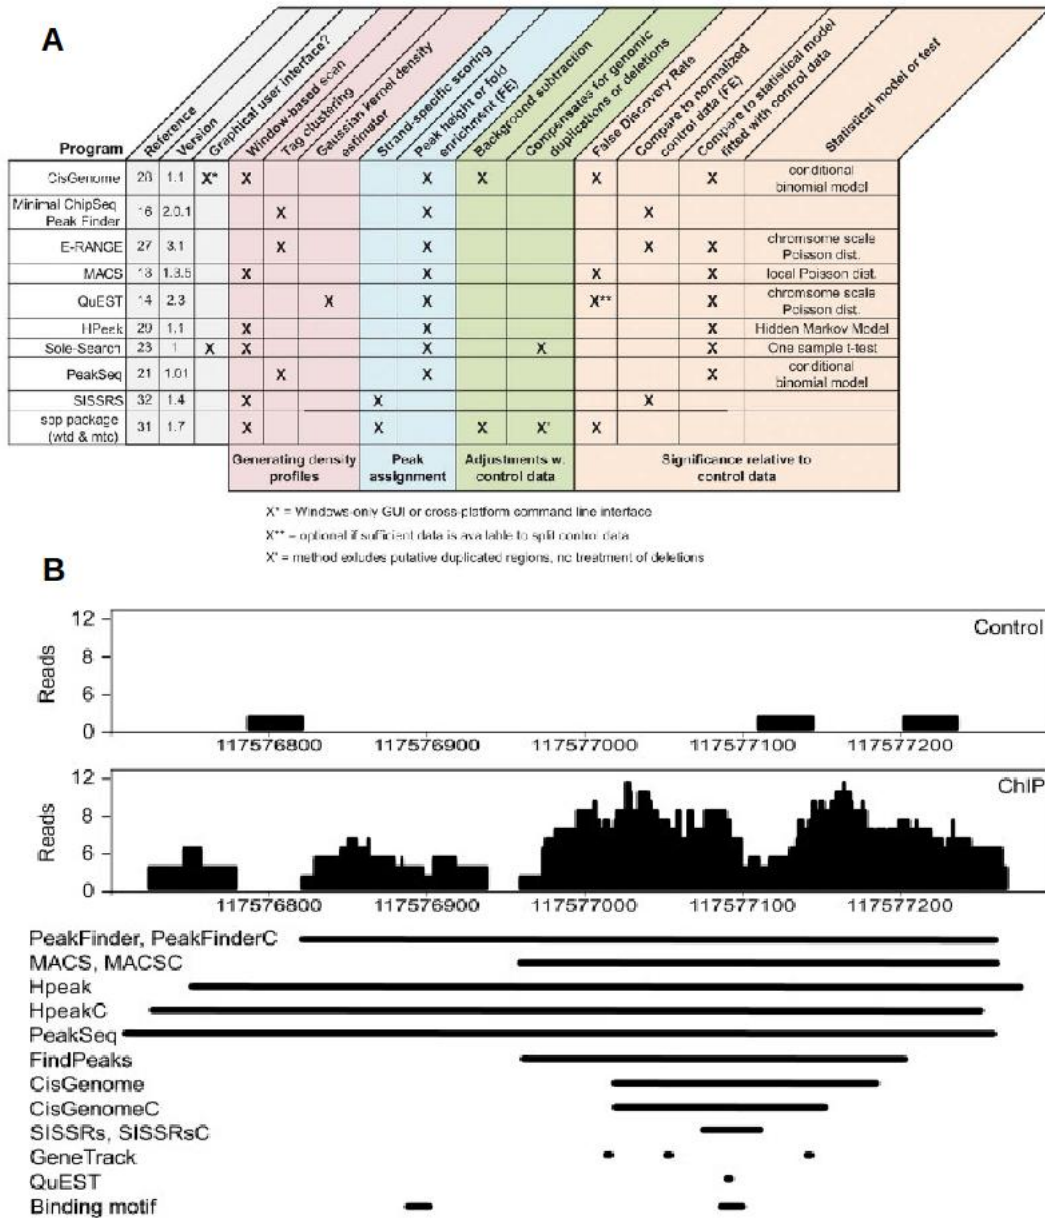 A
Program
Reference
Version
Graphical user interface?
Window-based scan
Tag clustering
Gaussian kernel density
estimator
Strand-specific scoring
Peak height or fold
enrichment (FE)
Background subtraction
Compensates for genomic
duplications or deletions
False Discovery Rate
Compare to normalized
control data (FE)
Compare to statistical model
fitted with control data
Statistical model or test
CisGenome 28 1.1 X* X X X X X conditional
binomial model
Minimal ChipSeq
Peak Finder 16 2.0.1 X X X
E-RANGE 27 3.1 X X X X chromsome scale
Poisson dist.
MACS 13 1.3.5 X X X X local Poisson dist.
QuEST 14 2.3 X X X** X chromsome scale
Poisson dist.
HPeak 29 1.1 X X X Hidden Markov Model
Sole-Search 23 1 X X X X X One sample t-test
PeakSeq 21 1.01 X X X conditional
binomial model
SISSRS 32 1.4 X X X
spp package
(wtd & mtc) 31 1.7 X X X X' X
Generating density
profiles
Peak
assignment
Adjustments w.
control data
Significance relative to
control data
X* = Windows-only GUI or cross-platform command line interface
X** = optional if sufficient data is available to split control data
X' = method exludes putative duplicated regions, no treatment of deletions
B
Reads
12
8
6
0
Control
117576800 117576900 117577000 117577100 117577200
Reads
12
8
6
0
ChIP
117576800 117576900 117577000 117577100 117577200
PeakFinder, PeakFinderC
MACS, MACSC
Hpeak
HpeakC
PeakSeq
FindPeaks
CisGenome
CisGenomeC
SISSRs, SISSRsC
GeneTrack
QuEST
Binding motif